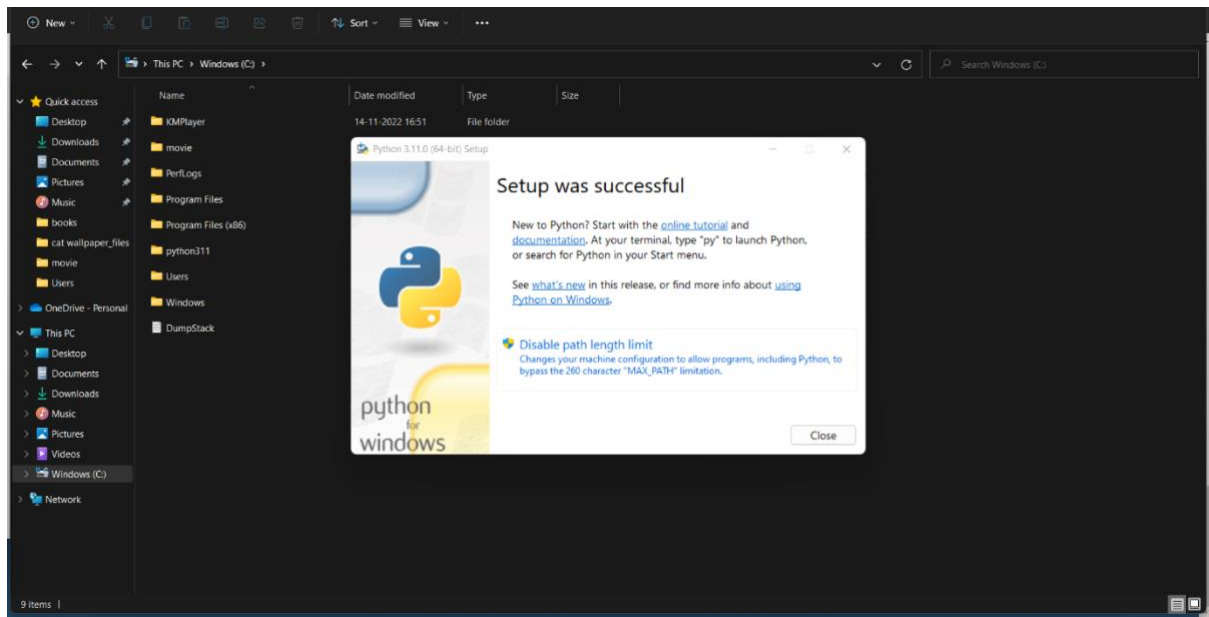 New Sort View
This PC > Windows (C:) >
Search Windows (C:)
Name Date modified Type Size
Quick access
Desktop
Downloads
Documents
Pictures
Music
books
cat wallpaper_files
movie
Users
OneDrive - Personal
This PC
Desktop
Documents
Downloads
Music
Pictures
Videos
Windows (C:)
Network
KMPlayer 14-11-2022 16:51 File folder
movie
PerfLogs
Program Files
Program Files (x86)
python311
Users
Windows
DumpStack
Python 3.11.0 (64-bit) Setup
Setup was successful
New to Python? Start with the online tutorial and
documentation. At your terminal, type "py" to launch Python,
or search for Python in your Start menu.
See what's new in this release, or find more info about using
Python on Windows.
Disable path length limit
Changes your machine configuration to allow programs, including Python, to
bypass the 260 character "MAX_PATH" limitation.
python
for
windows
Close
9 items